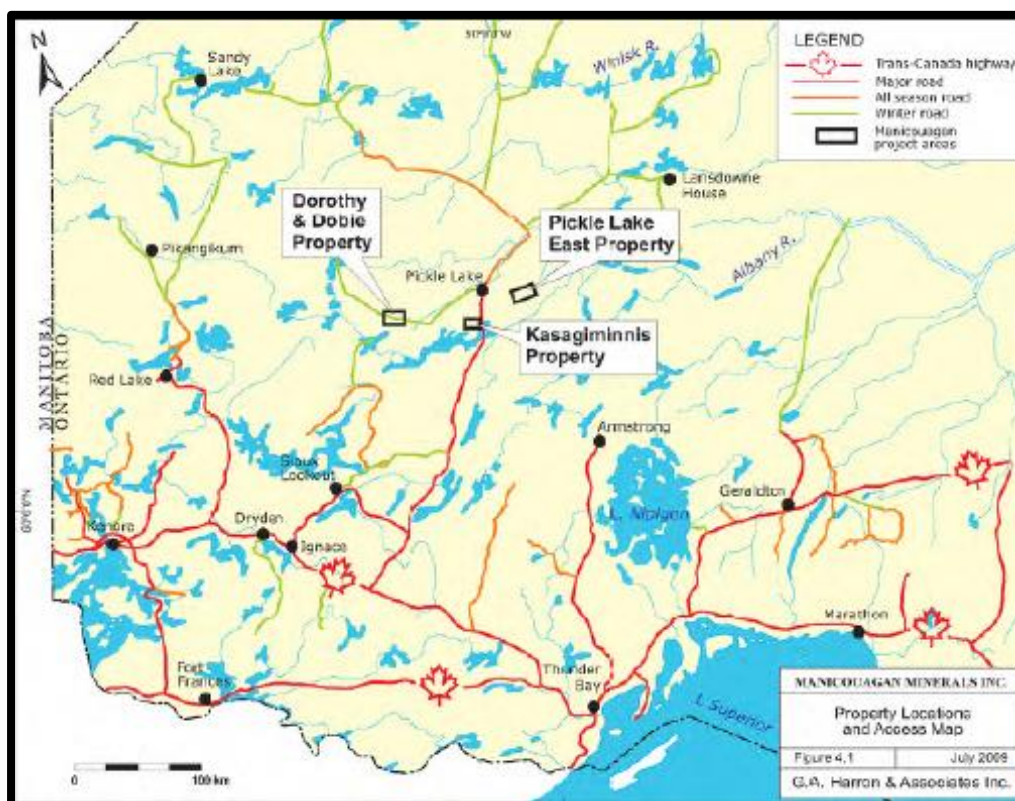 N
Sandy
Lake
Winisk R.
LEGEND
Trans-Canada highway
Major road
All season road
Winter road
Manicouagan
project areas
Lansdowne
House
Dorothy
& Dobie
Property
Pickle Lake
East Property
Pikangikum
Albany R.
Pickle Lake
Kasagiminnis
Property
MANITOBA
ONTARIO
Red Lake
Armstrong
Sioux
Lookout
Geraldton
L. Nipigon
Kenora
Dryden
Ignace
Marathon
Fort
Frances
Thunder
Bay
L Superior
MANICOUAGAN MINERALS INC.
Property Locations
and Access Map
Figure 4.1
July 2009
G.A. Harron & Associates Inc.
0
100 km